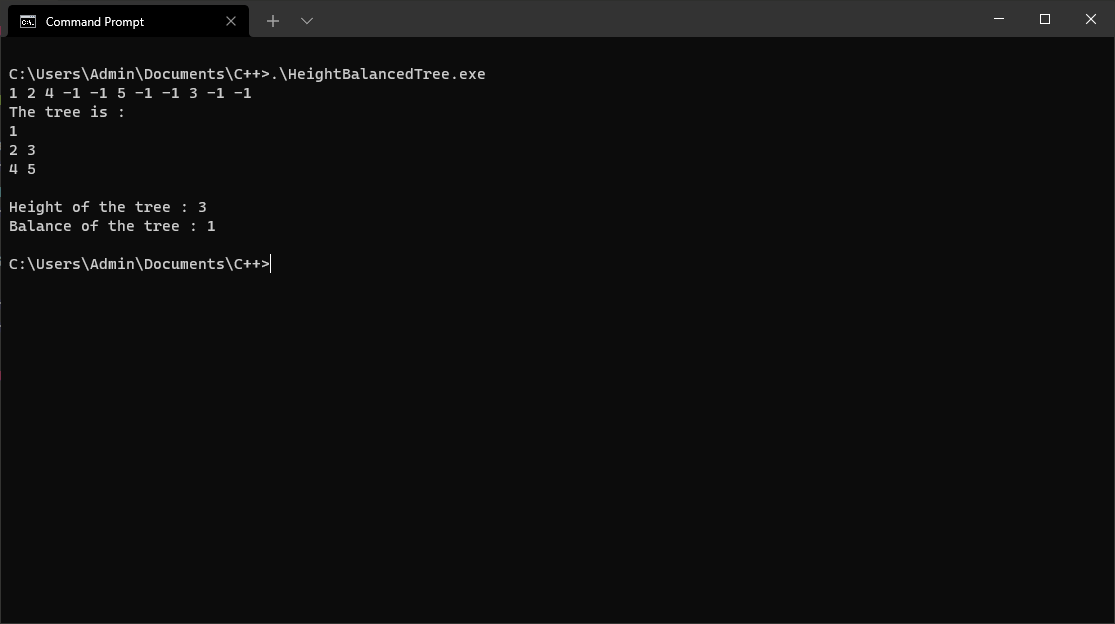 Command Prompt
C:\Users\Admin\Documents\C++>.\HeightBalancedTree.exe
1 2 4 -1 -1 5 -1 -1 3 -1 -1
The tree is :
1
2 3
4 5
Height of the tree : 3
Balance of the tree : 1
C:\Users\Admin\Documents\C++>